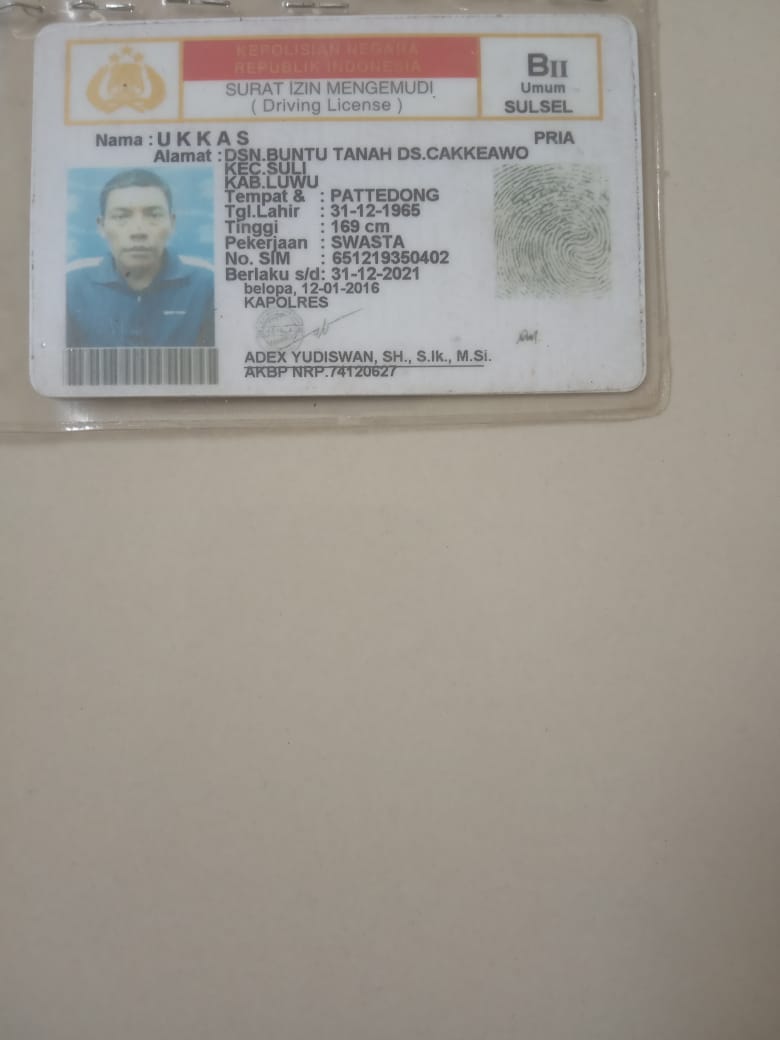 KEPOLISIAN NEGARA
REPUBLIK INDONESIA
SURAT IZIN MENGEMUDI
( Driving License )
BII
Umum
SULSEL
Nama : U K K A S PRIA
Alamat : DSN.BUNTU TANAH DS.CAKKEAWO
KEC.SULI
KAB.LUWU
Tempat & : PATTEDONG
Tgl.Lahir : 31-12-1965
Tinggi : 169 cm
Pekerjaan : SWASTA
No. SIM : 651219350402
Berlaku s/d : 31-12-2021
belopa, 12-01-2016
KAPOLRES
ADEX YUDISWAN, SH., S.Ik., M.Si.
AKBP NRP.74120627